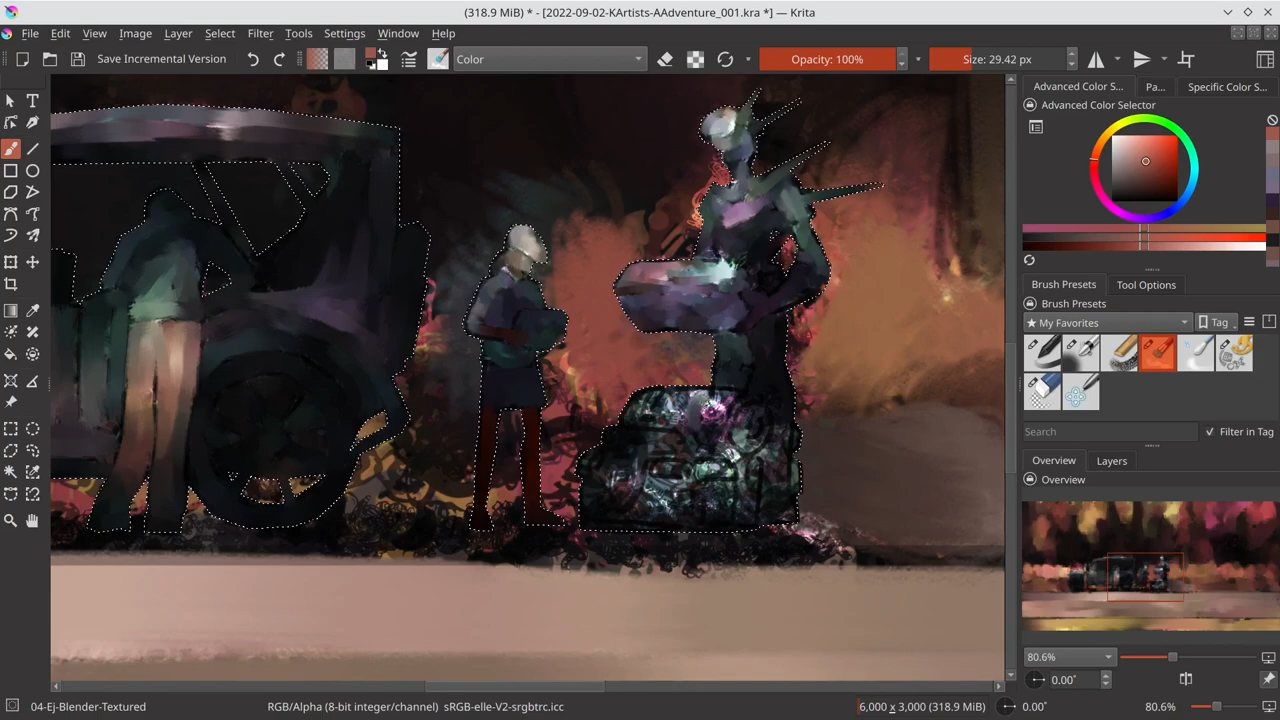 (318.9 MiB) * - [2022-09-02-KArtists-AAdventure_001.kra *] — Krita
File Edit View Image Layer Select Filter Tools Settings Window Help
Save Incremental Version Color Opacity: 100% Size: 29.42 px
Advanced Color S... Pa... Specific Color S...
Advanced Color Selector
Brush Presets Tool Options
Brush Presets
★ My Favorites Tag
Search Filter in Tag
Overview Layers
Overview
80.6%
0.00°
04-Ej-Blender-Textured RGB/Alpha (8-bit integer/channel) sRGB-elle-V2-srgbtrc.icc 6,000 x 3,000 (318.9 MiB) 0.00° 80.6%